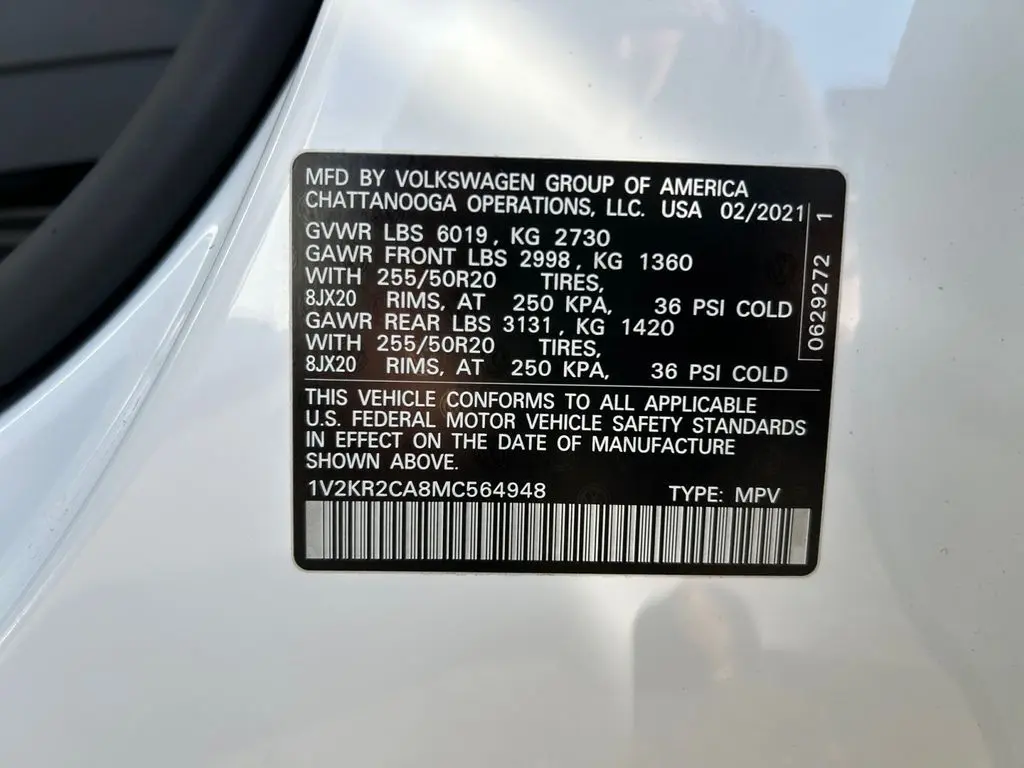 MFD BY VOLKSWAGEN GROUP OF AMERICA
CHATTANOOGA OPERATIONS, LLC. USA 02/2021
GVWR LBS 6019, KG 2730
GAWR FRONT LBS 2998, KG 1360
WITH 255/50R20 TIRES,
8JX20 RIMS, AT 250 KPA, 36 PSI COLD
GAWR REAR LBS 3131, KG 1420
WITH 255/50R20 TIRES,
8JX20 RIMS, AT 250 KPA, 36 PSI COLD
0629272 1
THIS VEHICLE CONFORMS TO ALL APPLICABLE
U.S. FEDERAL MOTOR VEHICLE SAFETY STANDARDS
IN EFFECT ON THE DATE OF MANUFACTURE
SHOWN ABOVE.
1V2KR2CA8MC564948 TYPE: MPV